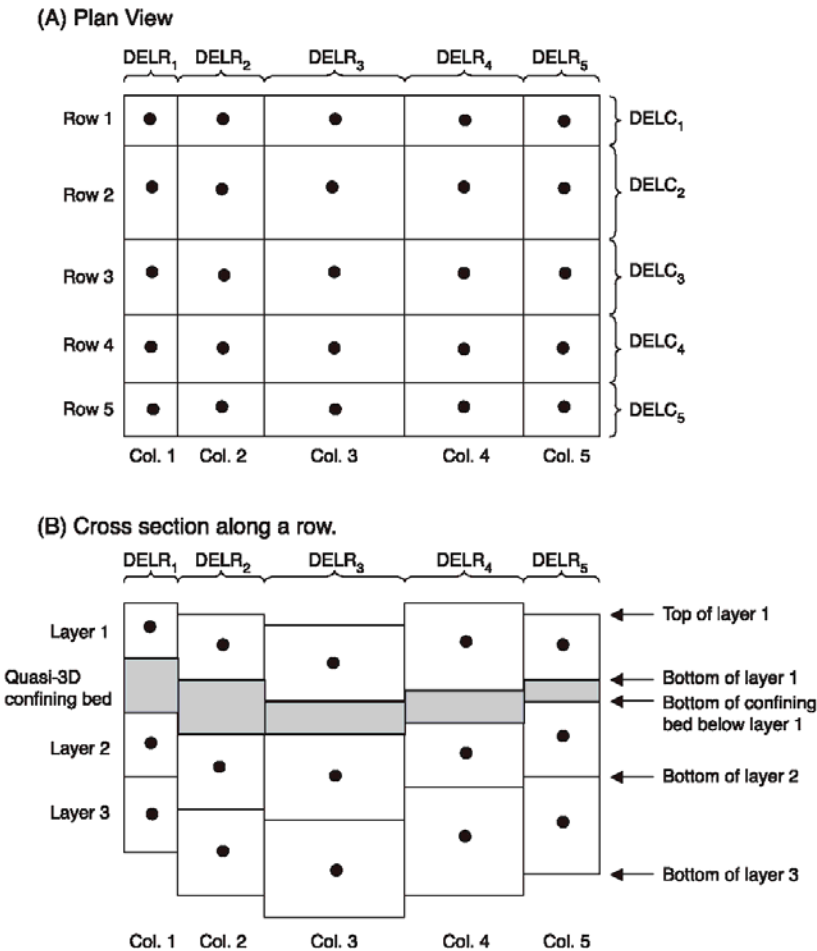 (A) Plan View
DELR1 DELR2 DELR3 DELR4 DELR5
Row 1 DELC1
Row 2 DELC2
Row 3 DELC3
Row 4 DELC4
Row 5 DELC5
Col. 1 Col. 2 Col. 3 Col. 4 Col. 5
(B) Cross section along a row.
DELR1 DELR2 DELR3 DELR4 DELR5
Top of layer 1
Layer 1
Quasi-3D
confining bed
Bottom of layer 1
Bottom of confining
bed below layer 1
Layer 2
Bottom of layer 2
Layer 3
Bottom of layer 3
Col. 1 Col. 2 Col. 3 Col. 4 Col. 5